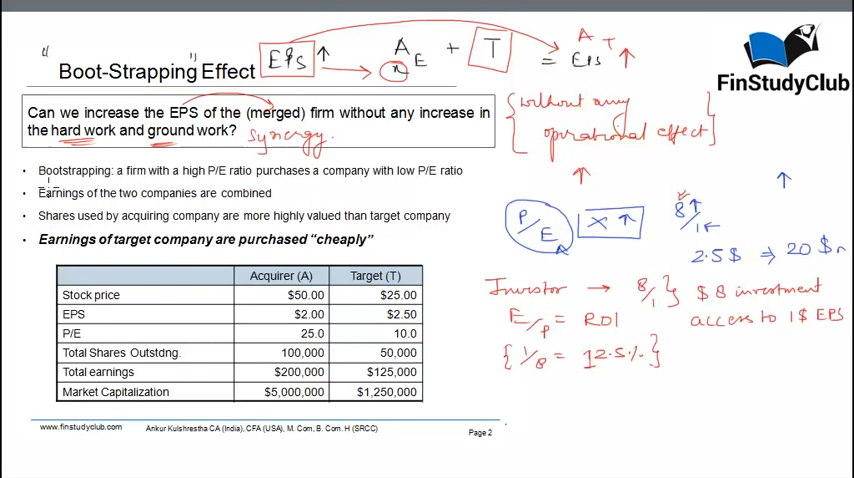 " Boot-Strapping " Effect
EPS ↑ → A E + T = A T EPS ↑
FinStudyClub
Can we increase the EPS of the (merged) firm without any increase in
the hard work and ground work?
Synergy.
{ without any
operational effect }
• Bootstrapping: a firm with a high P/E ratio purchases a company with low P/E ratio
• Earnings of the two companies are combined
• Shares used by acquiring company are more highly valued than target company
• Earnings of target company are purchased "cheaply"
P/E A X ↑ 8↑/1
2.5 $ ⇒ 20 $
Investor → 8/1 } $ 8 investment
access to 1 $ EPS
E/P = ROI
{ 1/8 = 12.5 % }
Acquirer (A) Target (T)
Stock price $50.00 $25.00
EPS $2.00 $2.50
P/E 25.0 10.0
Total Shares Outstdng. 100,000 50,000
Total earnings $200,000 $125,000
Market Capitalization $5,000,000 $1,250,000
www.finstudyclub.com Ankur Kulshrestha CA (India), CFA (USA), M. Com, B. Com. H (SRCC)
Page 2